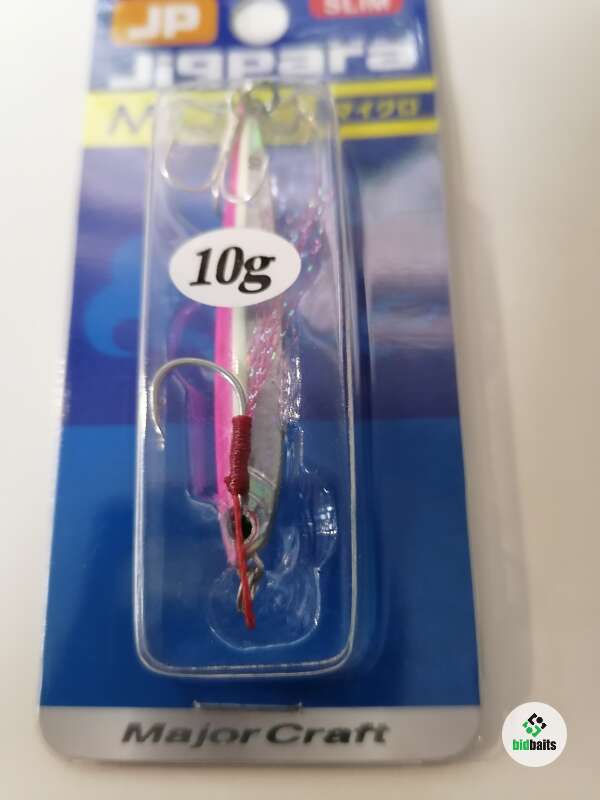 JP
SLIM
Jigpara
マイクロ
10g
Major Craft
bidbaits